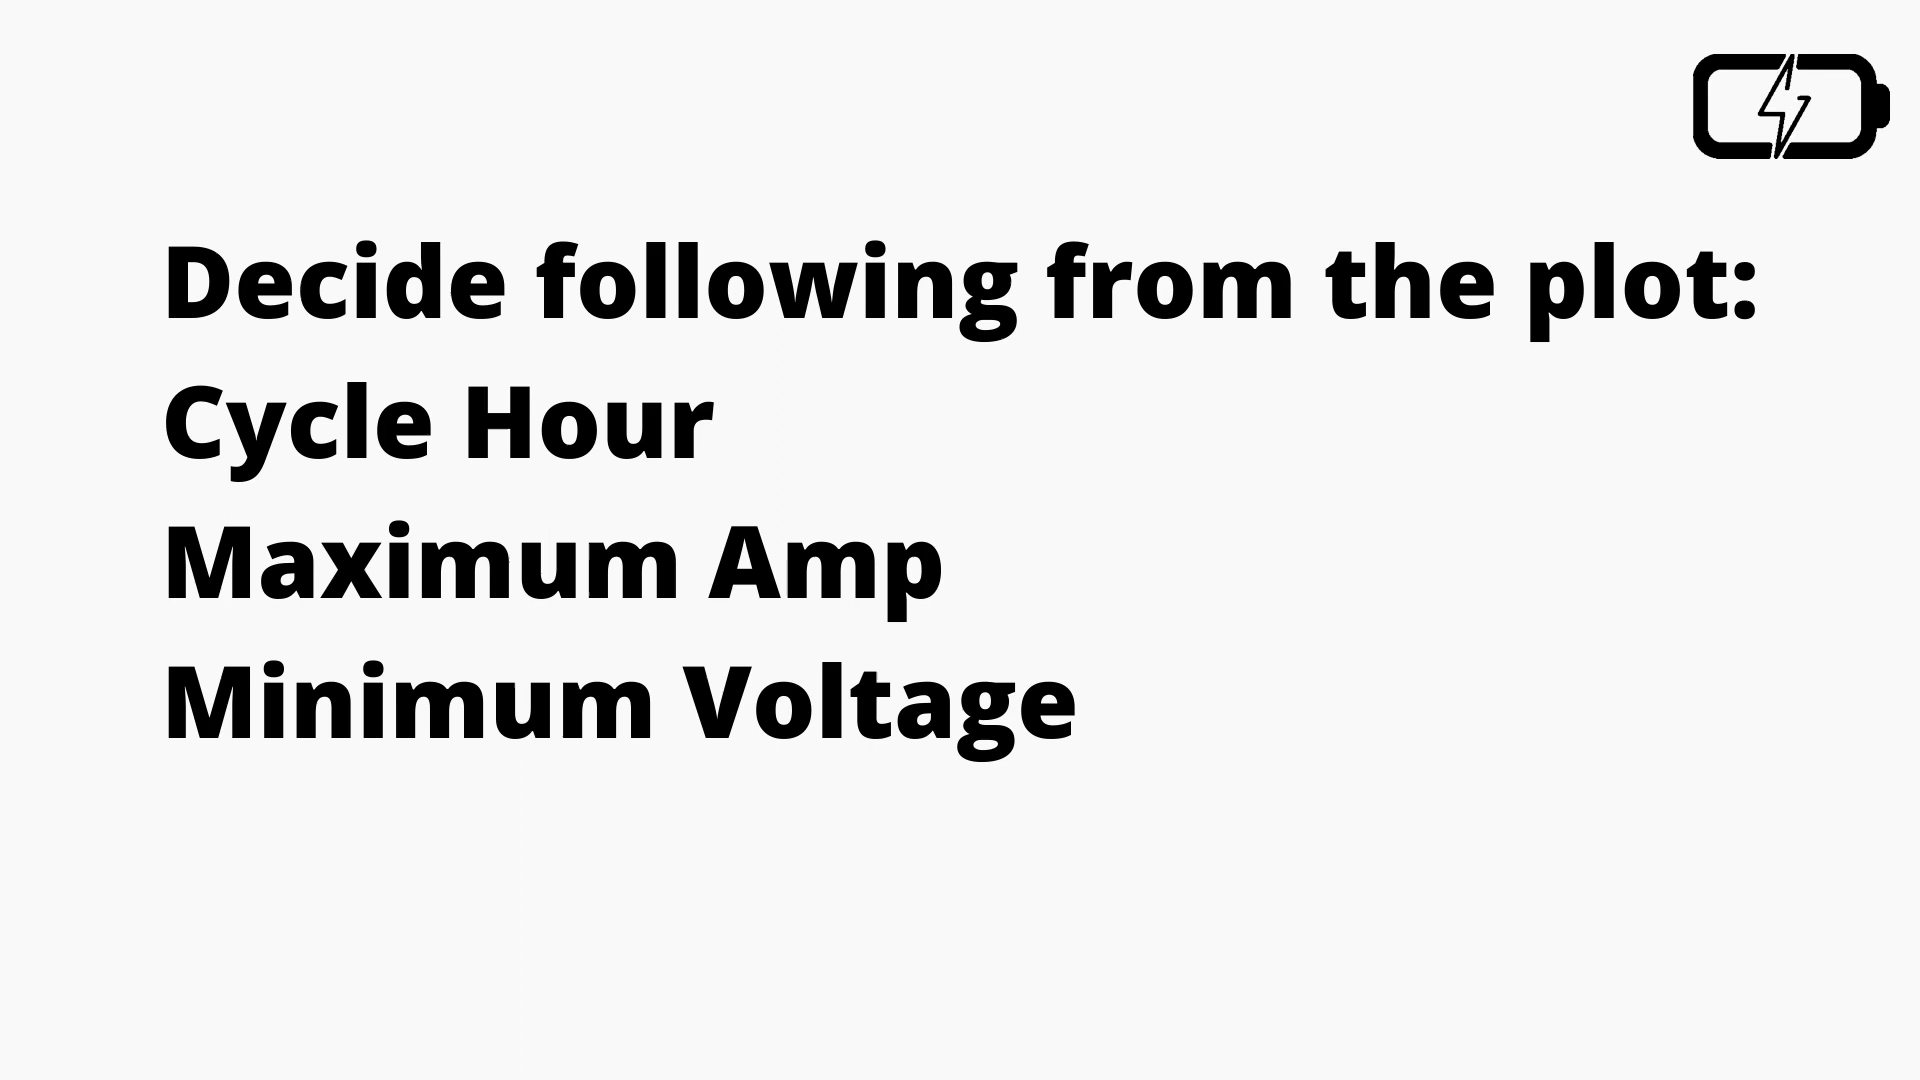 Decide following from the plot:
Cycle Hour
Maximum Amp
Minimum Voltage